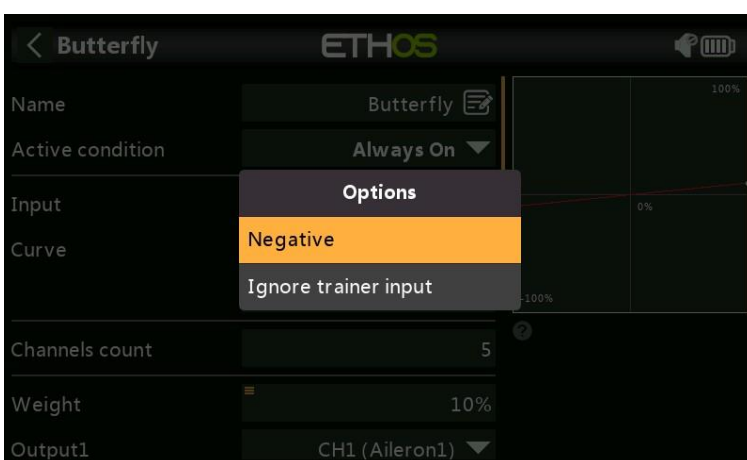 Butterfly
ETHOS
Name
Butterfly
Active condition
Always On
Input
Curve
Options
Negative
Ignore trainer input
100%
0%
-100%
?
Channels count
5
Weight
10%
Output1
CH1 (Aileron1)